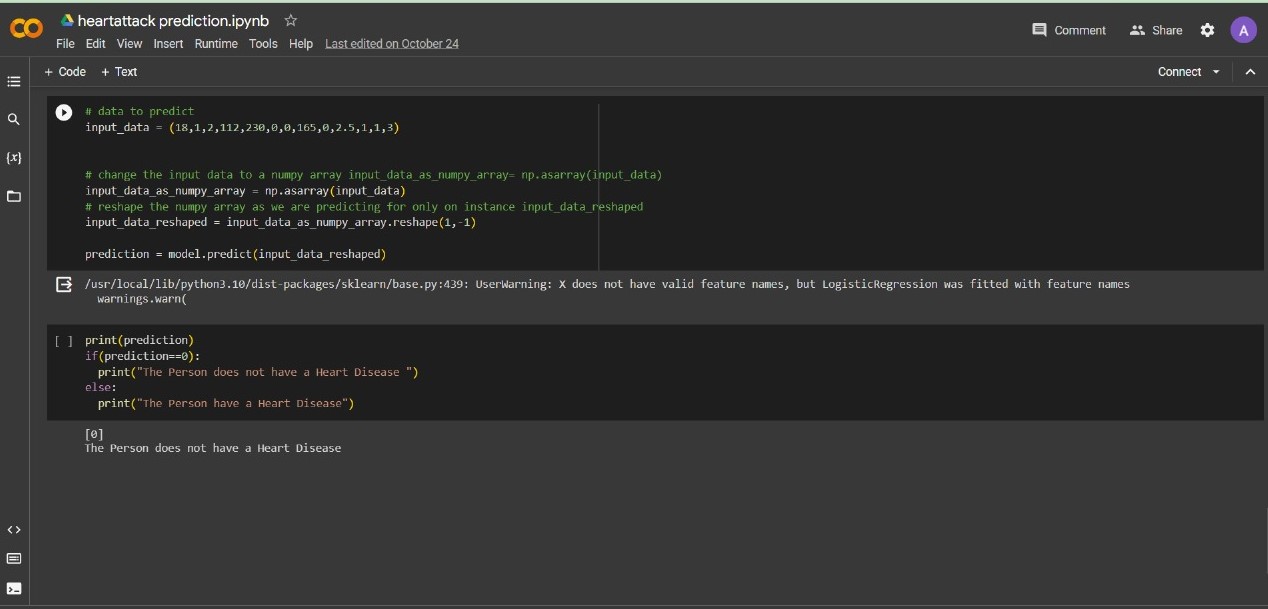 heartattack prediction.ipynb
File Edit View Insert Runtime Tools Help Last edited on October 24
Comment Share A
+ Code + Text
Connect
{x}
# data to predict
input_data = (18,1,2,112,230,0,0,165,0,2.5,1,1,3)
# change the input data to a numpy array input_data_as_numpy_array= np.asarray(input_data)
input_data_as_numpy_array = np.asarray(input_data)
# reshape the numpy array as we are predicting for only on instance input_data_reshaped
input_data_reshaped = input_data_as_numpy_array.reshape(1,-1)
prediction = model.predict(input_data_reshaped)
/usr/local/lib/python3.10/dist-packages/sklearn/base.py:439: UserWarning: X does not have valid feature names, but LogisticRegression was fitted with feature names
warnings.warn(
[ ] print(prediction)
if(prediction==0):
print("The Person does not have a Heart Disease ")
else:
print("The Person have a Heart Disease")
[0]
The Person does not have a Heart Disease